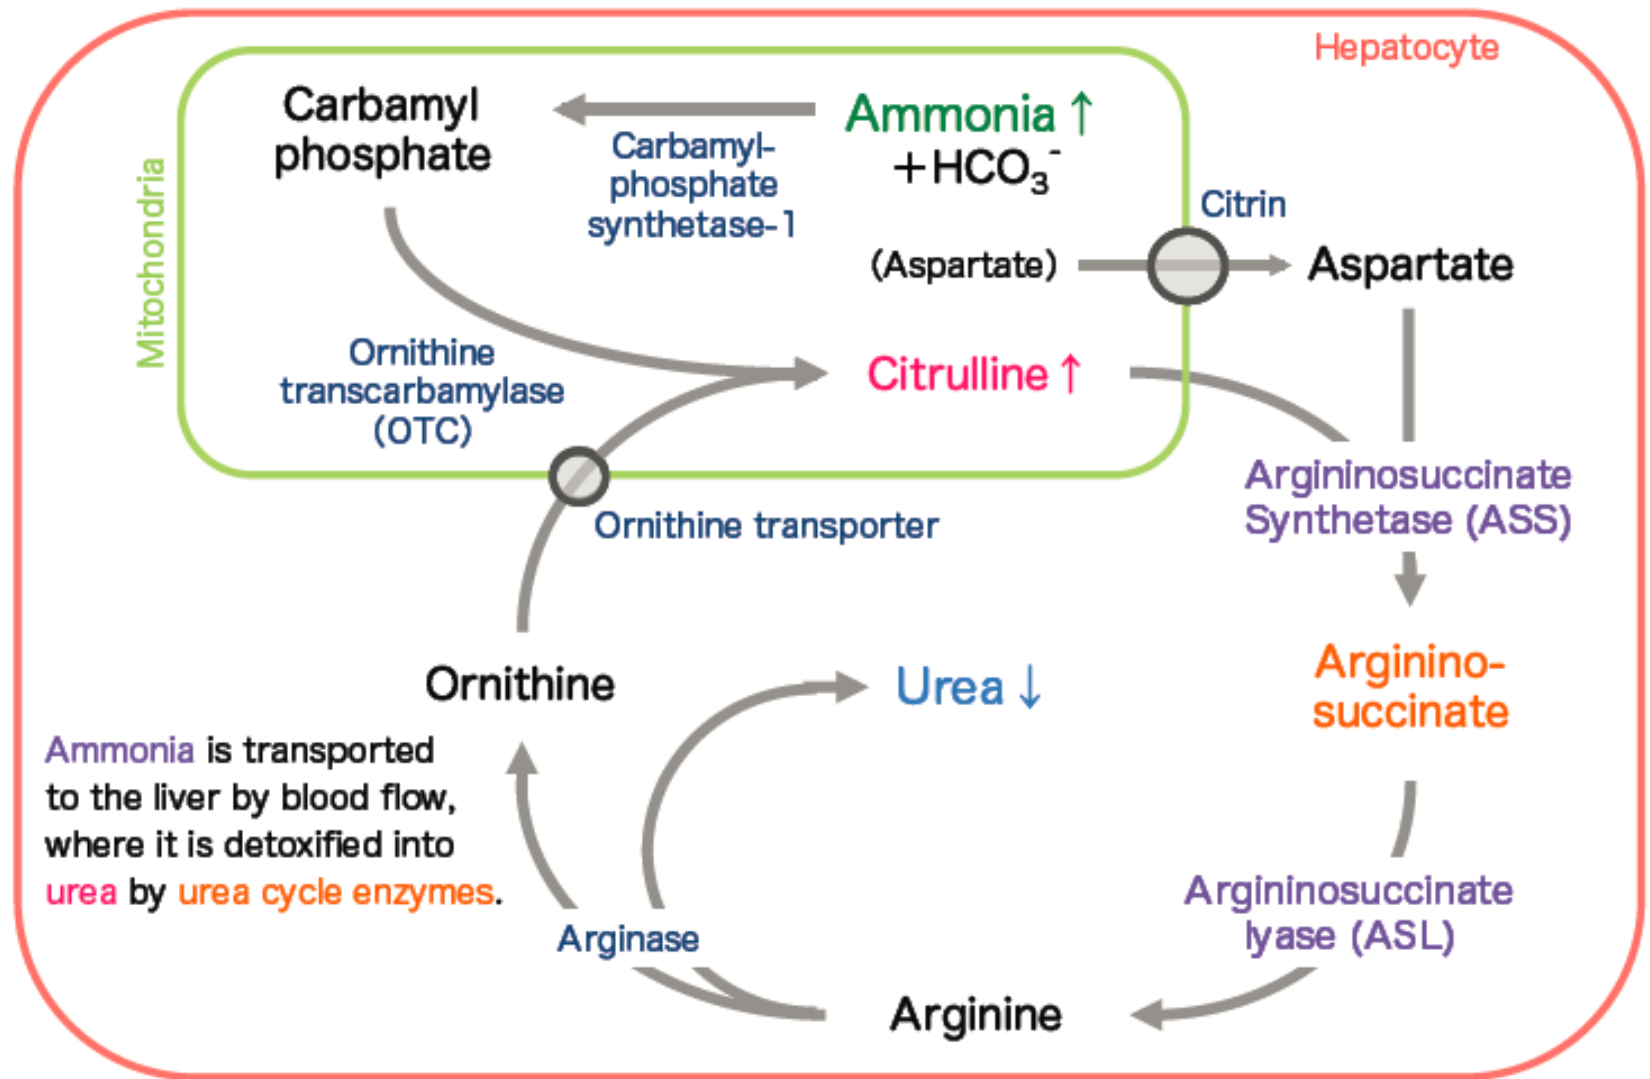 Hepatocyte
Mitochondria
Carbamyl
phosphate
Carbamyl-
phosphate
synthetase-1
Ammonia ↑
+HCO₃⁻
Citrin
(Aspartate)
Aspartate
Ornithine
transcarbamylase
(OTC)
Citrulline ↑
Argininosuccinate
Synthetase (ASS)
Ornithine transporter
Ornithine
Urea ↓
Arginino-
succinate
Ammonia is transported
to the liver by blood flow,
where it is detoxified into
urea by urea cycle enzymes.
Arginase
Argininosuccinate
lyase (ASL)
Arginine